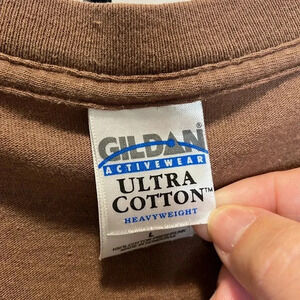 GILDAN®
ACTIVEWEAR
ULTRA
COTTON™
HEAVYWEIGHT
L